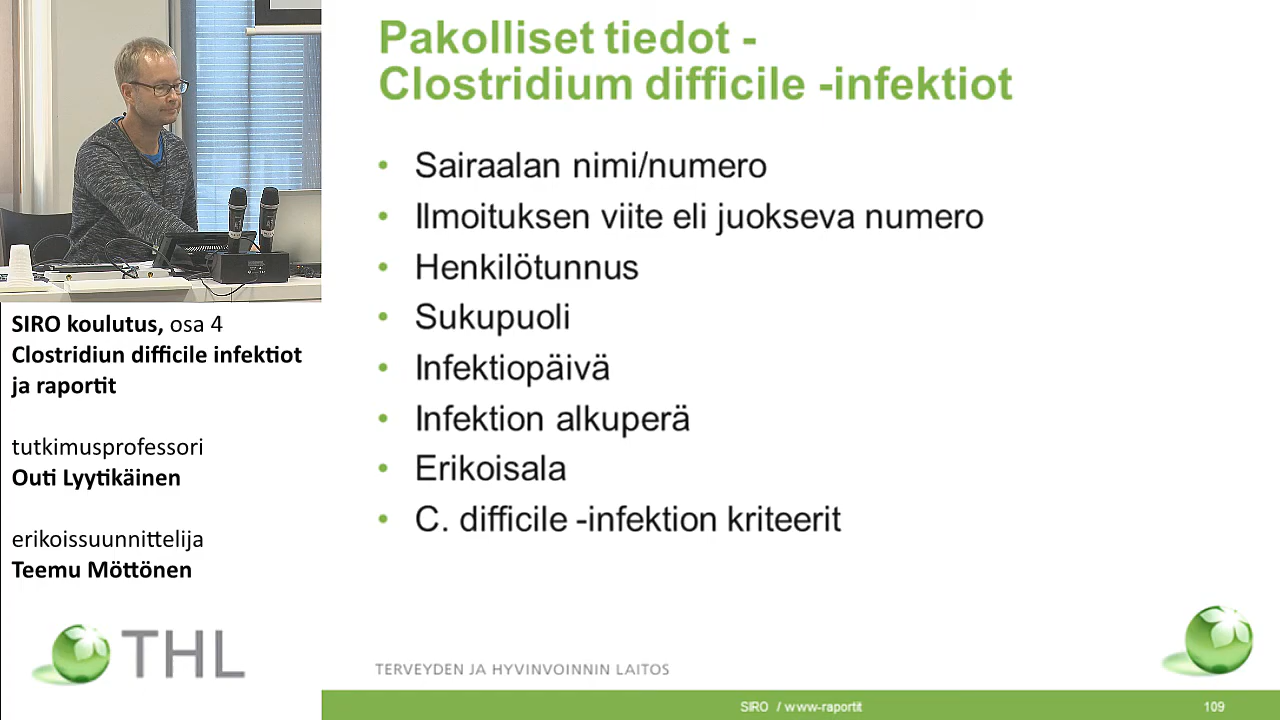 Pakolliset tiedot -
Clostridium difficile -infektiot
• Sairaalan nimi/numero
• Ilmoituksen viite eli juokseva numero
• Henkilötunnus
• Sukupuoli
• Infektiopäivä
• Infektion alkuperä
• Erikoisala
• C. difficile -infektion kriteerit
SIRO koulutus, osa 4
Clostridiun difficile infektiot
ja raportit
tutkimusprofessori
Outi Lyytikäinen
erikoissuunnittelija
Teemu Möttönen
THL
TERVEYDEN JA HYVINVOINNIN LAITOS
SIRO / www-raportit
109